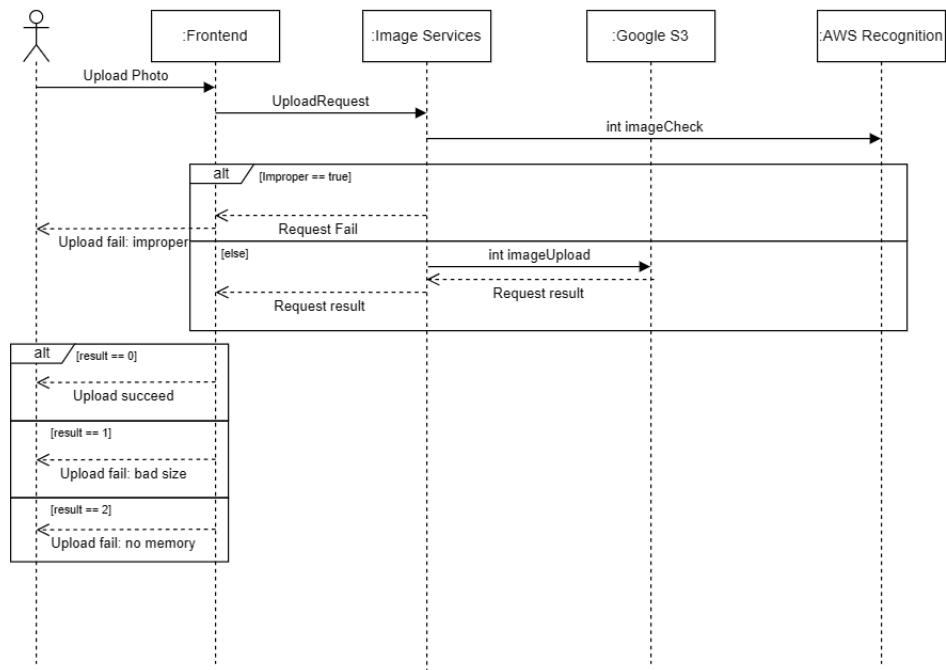 :Frontend
:Image Services
:Google S3
:AWS Recognition
Upload Photo
UploadRequest
int imageCheck
alt
[Improper == true]
Request Fail
Upload fail: improper
[else]
int imageUpload
Request result
Request result
alt
[result == 0]
Upload succeed
[result == 1]
Upload fail: bad size
[result == 2]
Upload fail: no memory